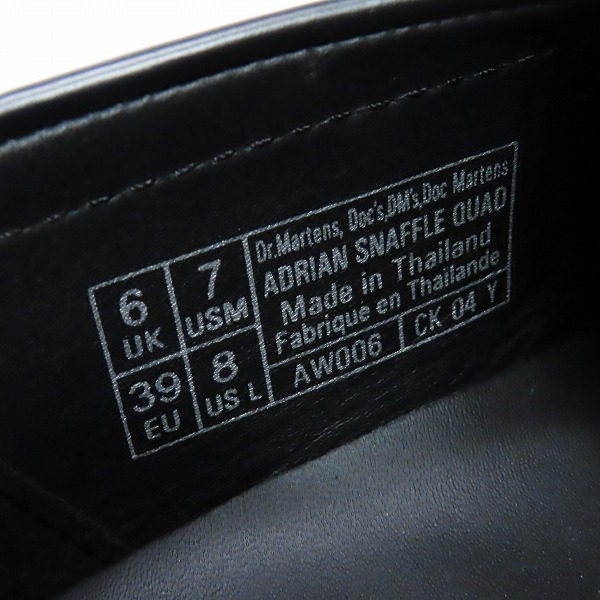 6
UK
7
USM
39
EU
8
US L
Dr.Martens, Doc's,DM's,Doc Martens
ADRIAN SNAFFLE QUAD
Made in Thailand
Fabrique en Thaïlande
AW006
CK 04 Y